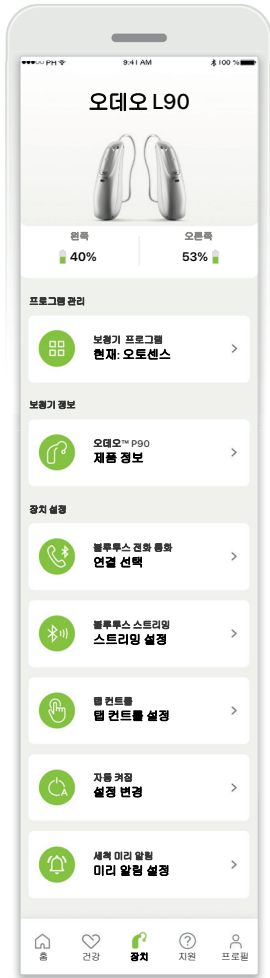 PH
9:41 AM
100 %
오데오 L90
왼쪽
오른쪽
40%
53%
프로그램 관리
보청기 프로그램
현재: 오토센스
보청기 정보
오데오™ P90
제품 정보
장치 설정
블루투스 전화 통화
연결 선택
블루투스 스트리밍
스트리밍 설정
탭 컨트롤
탭 컨트롤 설정
자동 켜짐
설정 변경
세척 미리 알림
미리 알림 설정
홈
건강
장치
지원
프로필